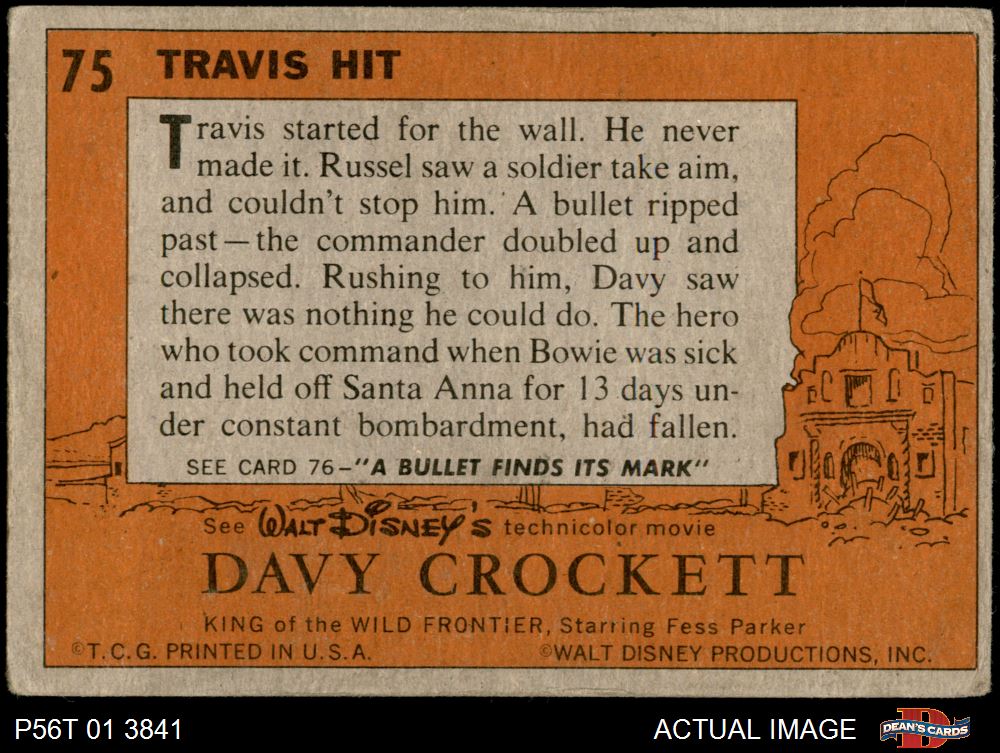 75 TRAVIS HIT
Travis started for the wall. He never
made it. Russel saw a soldier take aim,
and couldn't stop him. A bullet ripped
past—the commander doubled up and
collapsed. Rushing to him, Davy saw
there was nothing he could do. The hero
who took command when Bowie was sick
and held off Santa Anna for 13 days un-
der constant bombardment, had fallen.
SEE CARD 76—"A BULLET FINDS ITS MARK"
See WALT DISNEY'S technicolor movie
DAVY CROCKETT
KING of the WILD FRONTIER, Starring Fess Parker
©T.C.G. PRINTED IN U.S.A. ©WALT DISNEY PRODUCTIONS, INC.
P56T 01 3841 ACTUAL IMAGE DEAN'S CARDS